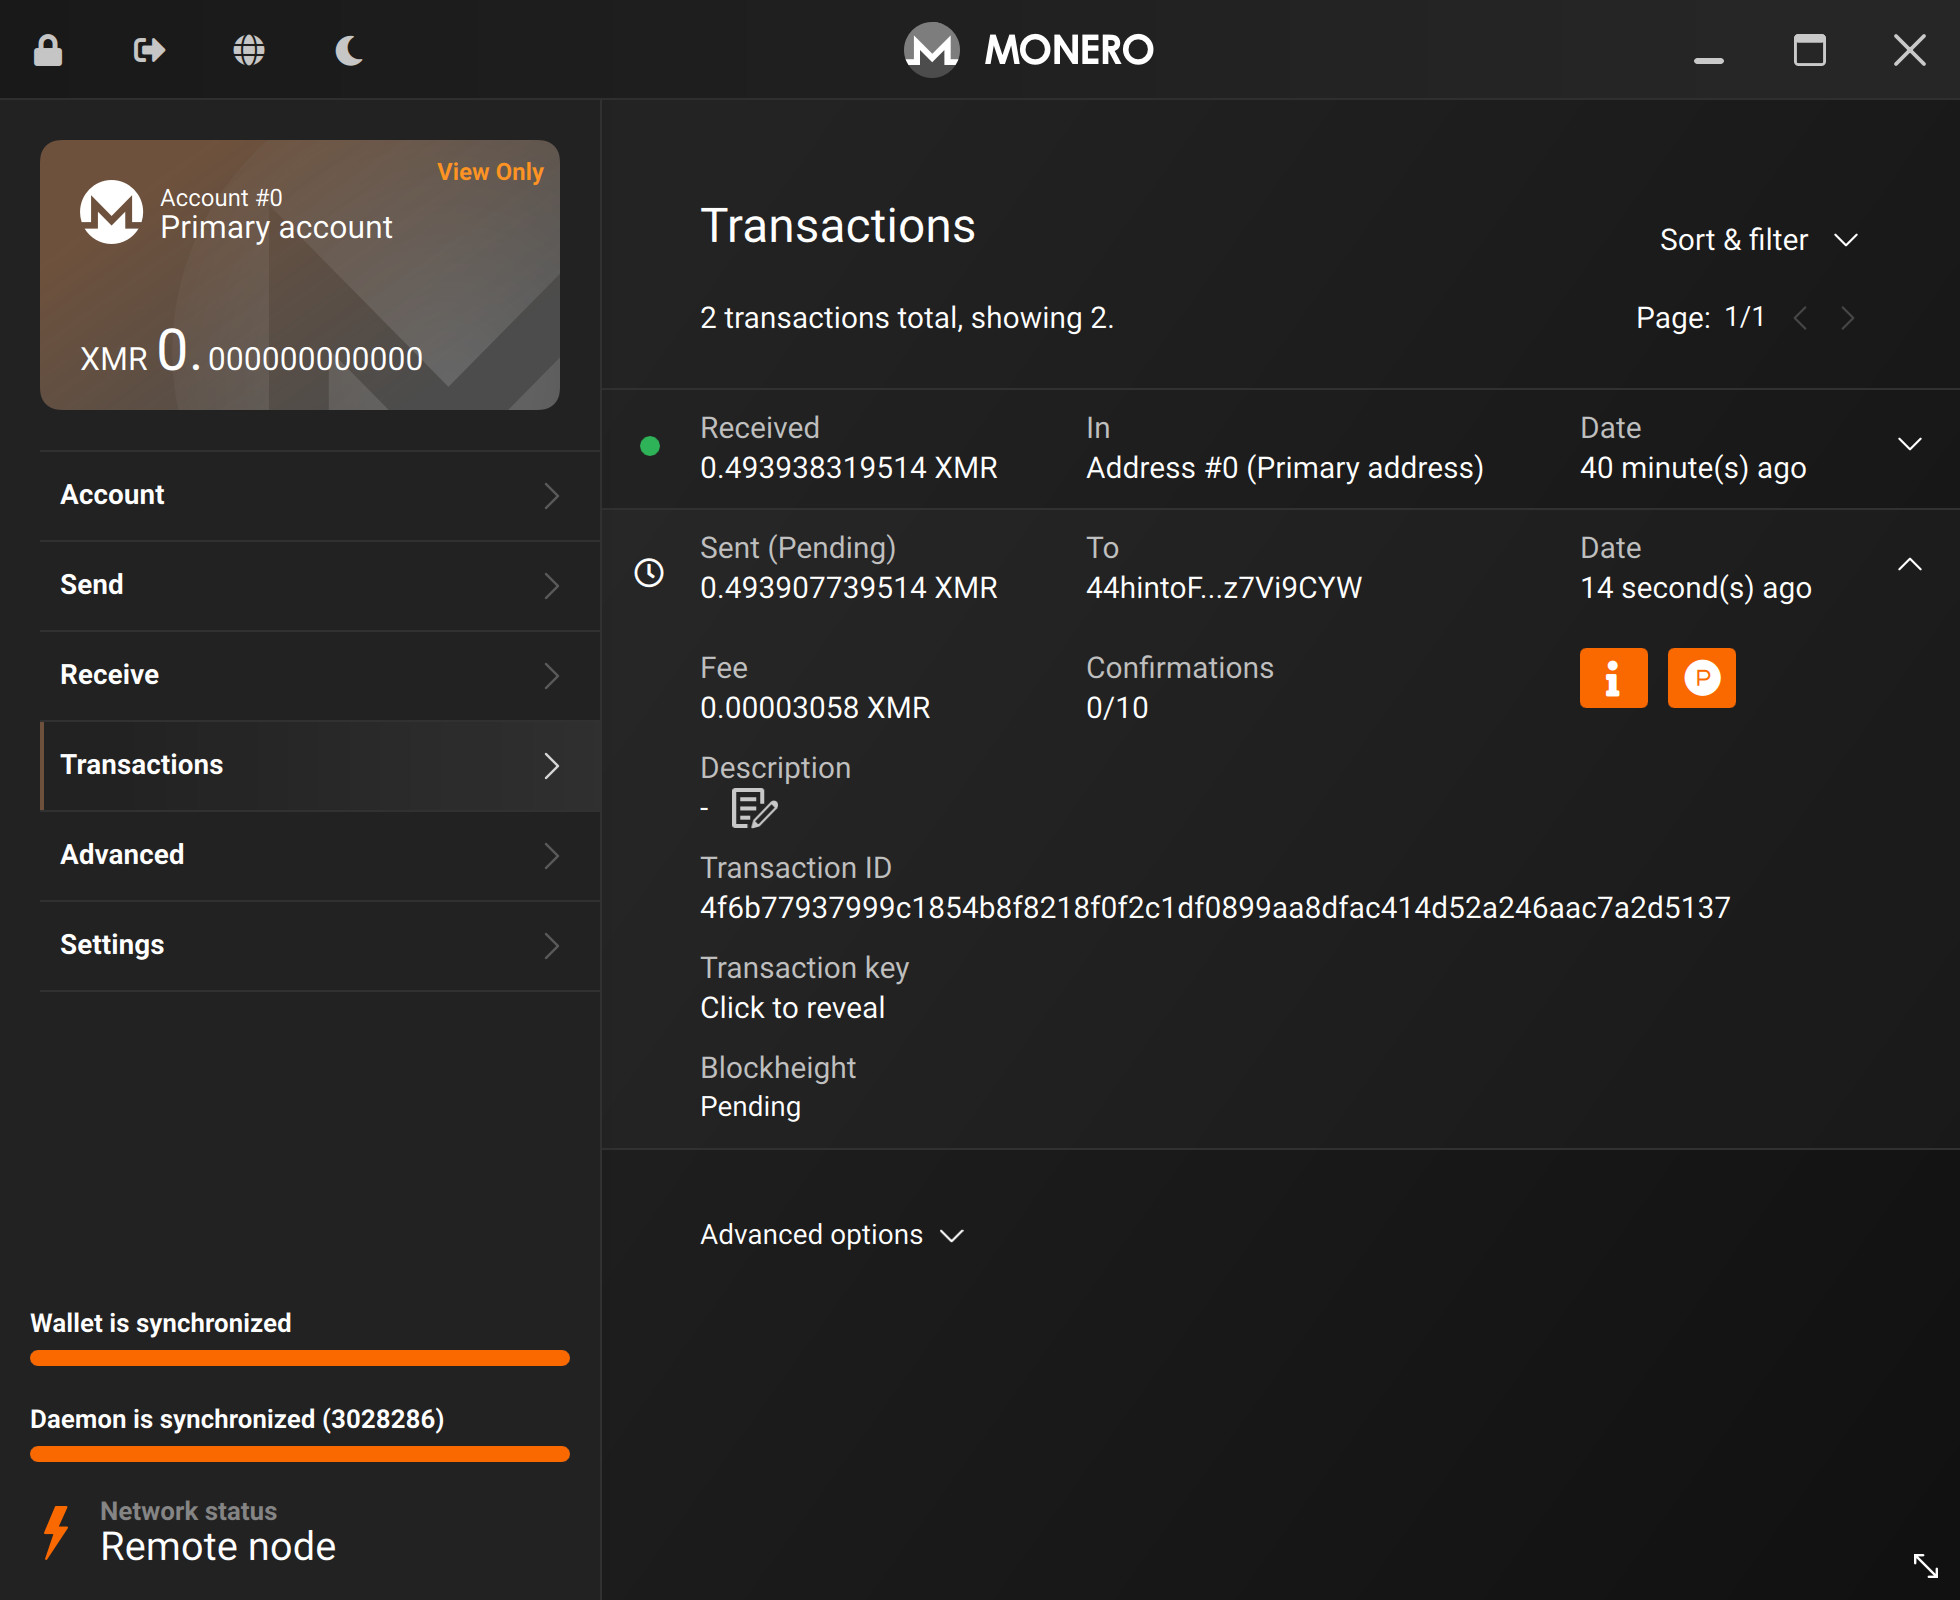 MONERO
View Only
Account #0
Primary account
XMR 0. 000000000000
Account
Send
Receive
Transactions
Advanced
Settings
Wallet is synchronized
Daemon is synchronized (3028286)
Network status
Remote node
Transactions
Sort & filter
2 transactions total, showing 2.
Page: 1/1
Received In Date
0.493938319514 XMR Address #0 (Primary address) 40 minute(s) ago
Sent (Pending) To Date
0.493907739514 XMR 44hintoF...z7Vi9CYW 14 second(s) ago
Fee Confirmations
0.00003058 XMR 0/10
P
Description
-
Transaction ID
4f6b77937999c1854b8f8218f0f2c1df0899aa8dfac414d52a246aac7a2d5137
Transaction key
Click to reveal
Blockheight
Pending
Advanced options